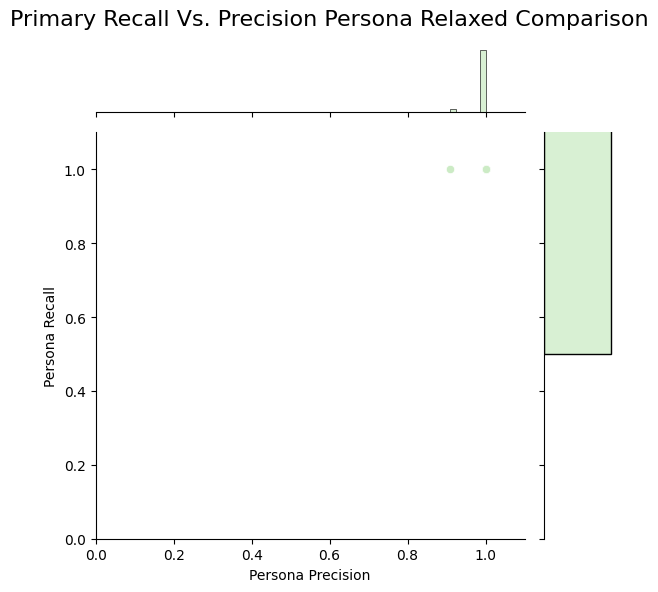 Primary Recall Vs. Precision Persona Relaxed Comparison
1.0
0.8
0.6
0.4
0.2
0.0
Persona Recall
0.0 0.2 0.4 0.6 0.8 1.0
Persona Precision